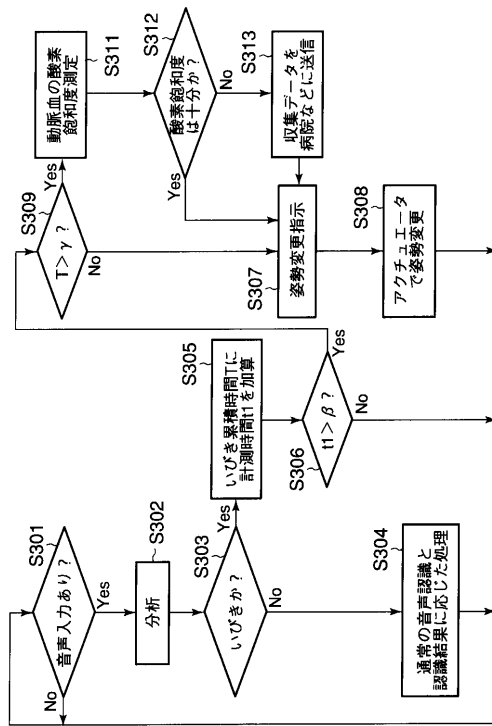 S301
音声入力あり？
No
Yes
S302
分析
S303
いびきか？
Yes
No
S304
通常の音声認識と
認識結果に応じた処理
S305
いびき累積時間Tに
計測時間t1を加算
S306
t1＞β？
Yes
No
S309
T＞γ？
Yes
No
S311
動脈血の酸素
飽和度測定
S312
酸素飽和度
は十分か？
Yes
No
S313
収集データを
病院などに送信
S307
姿勢変更指示
S308
アクチュエータ
で姿勢変更